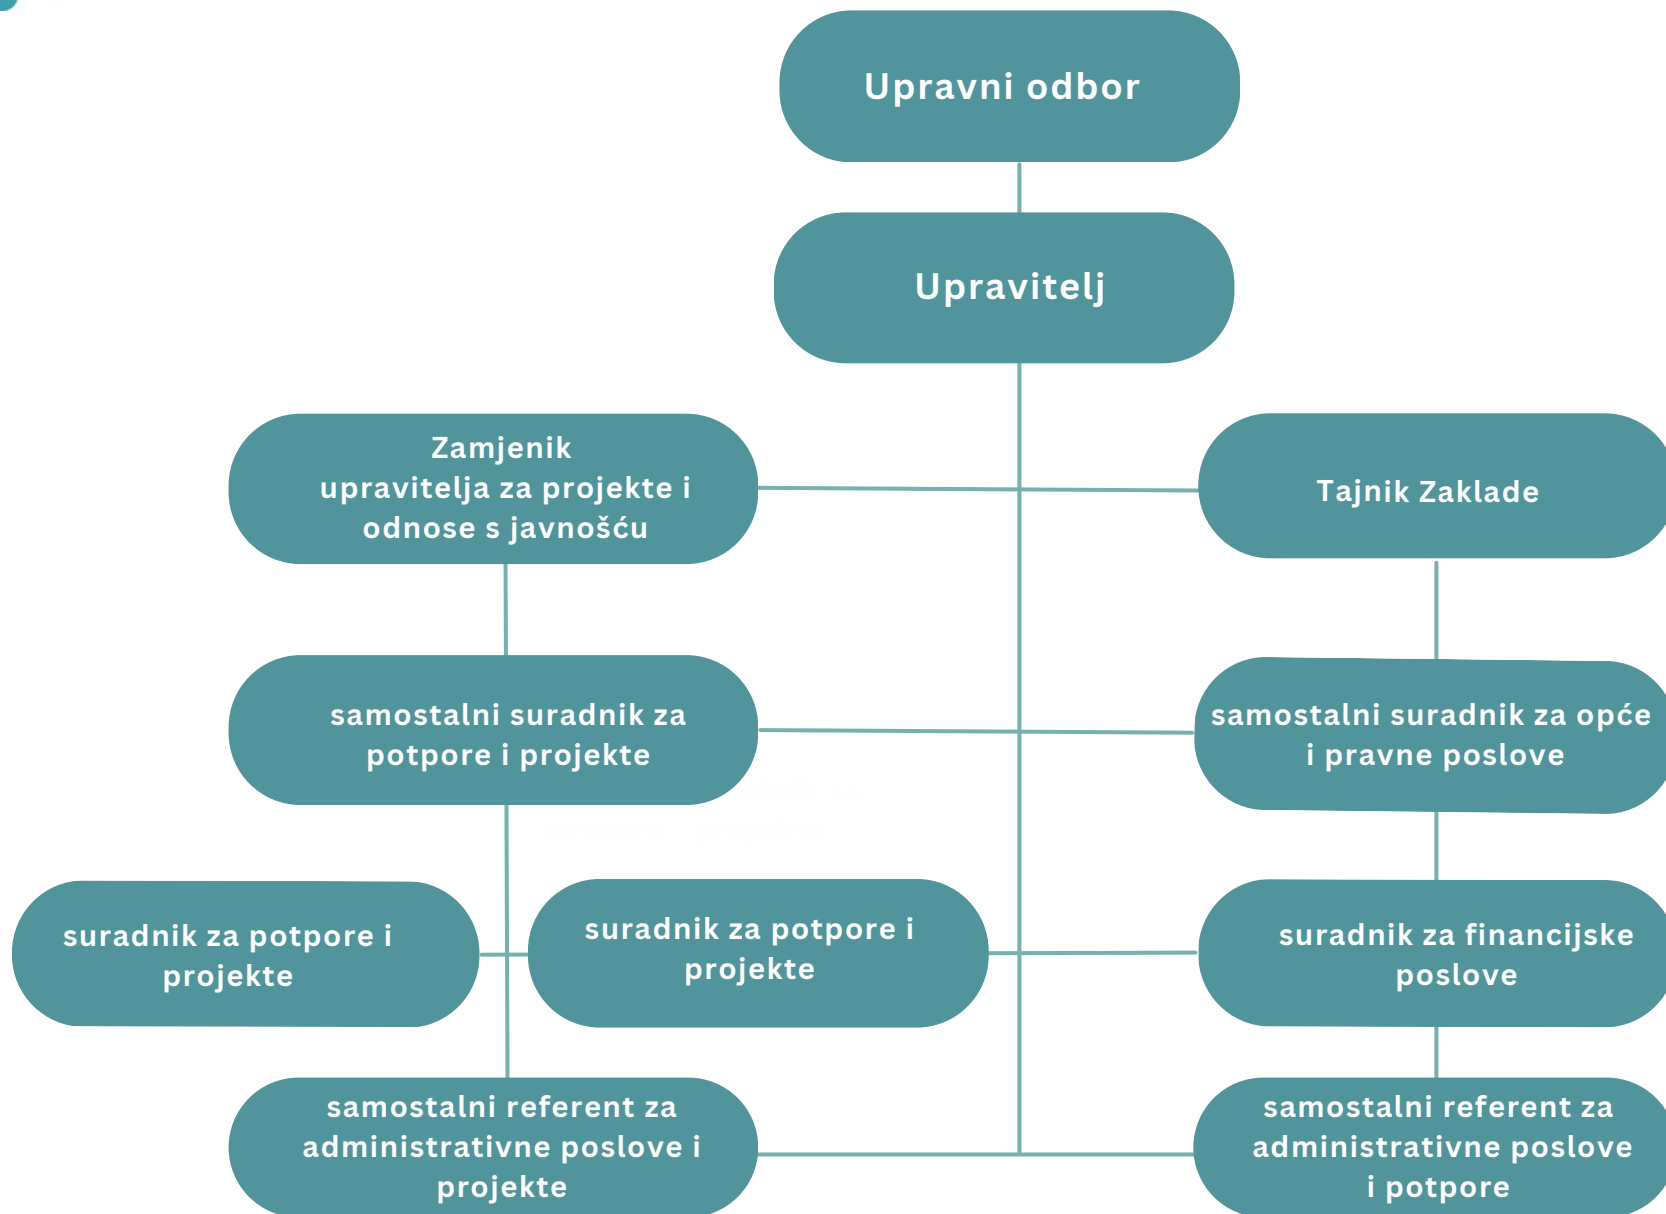 Upravni odbor
Upravitelj
Zamjenik
upravitelja za projekte i
odnose s javnošću
Tajnik Zaklade
samostalni suradnik za
potpore i projekte
samostalni suradnik za opće
i pravne poslove
suradnik za potpore i
projekte
suradnik za potpore i
projekte
suradnik za financijske
poslove
samostalni referent za
administrativne poslove i
projekte
samostalni referent za
administrativne poslove
i potpore